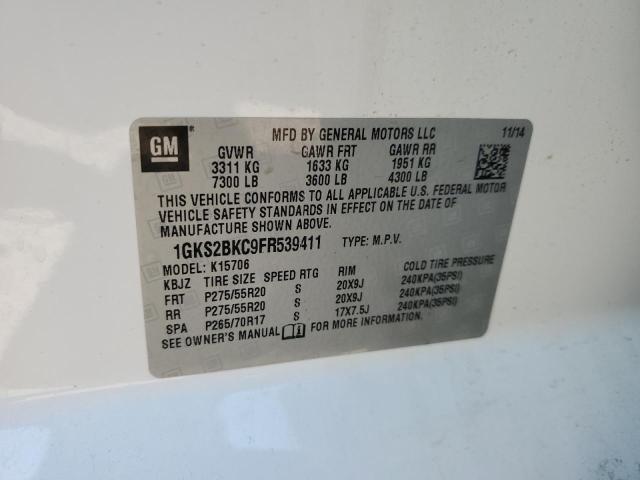 GM ® MFD BY GENERAL MOTORS LLC 11/14
GVWR GAWR FRT GAWR RR
3311 KG 1633 KG 1951 KG
7300 LB 3600 LB 4300 LB
THIS VEHICLE CONFORMS TO ALL APPLICABLE U.S. FEDERAL MOTOR
VEHICLE SAFETY STANDARDS IN EFFECT ON THE DATE OF
MANUFACTURE SHOWN ABOVE.
1GKS2BKC9FR539411 TYPE: M.P.V.
MODEL: K15706
KBJZ TIRE SIZE SPEED RTG RIM COLD TIRE PRESSURE
FRT P275/55R20 S 20X9J 240KPA(35PSI)
RR P275/55R20 S 20X9J 240KPA(35PSI)
SPA P265/70R17 S 17X7.5J 240KPA(35PSI)
SEE OWNER'S MANUAL FOR MORE INFORMATION.